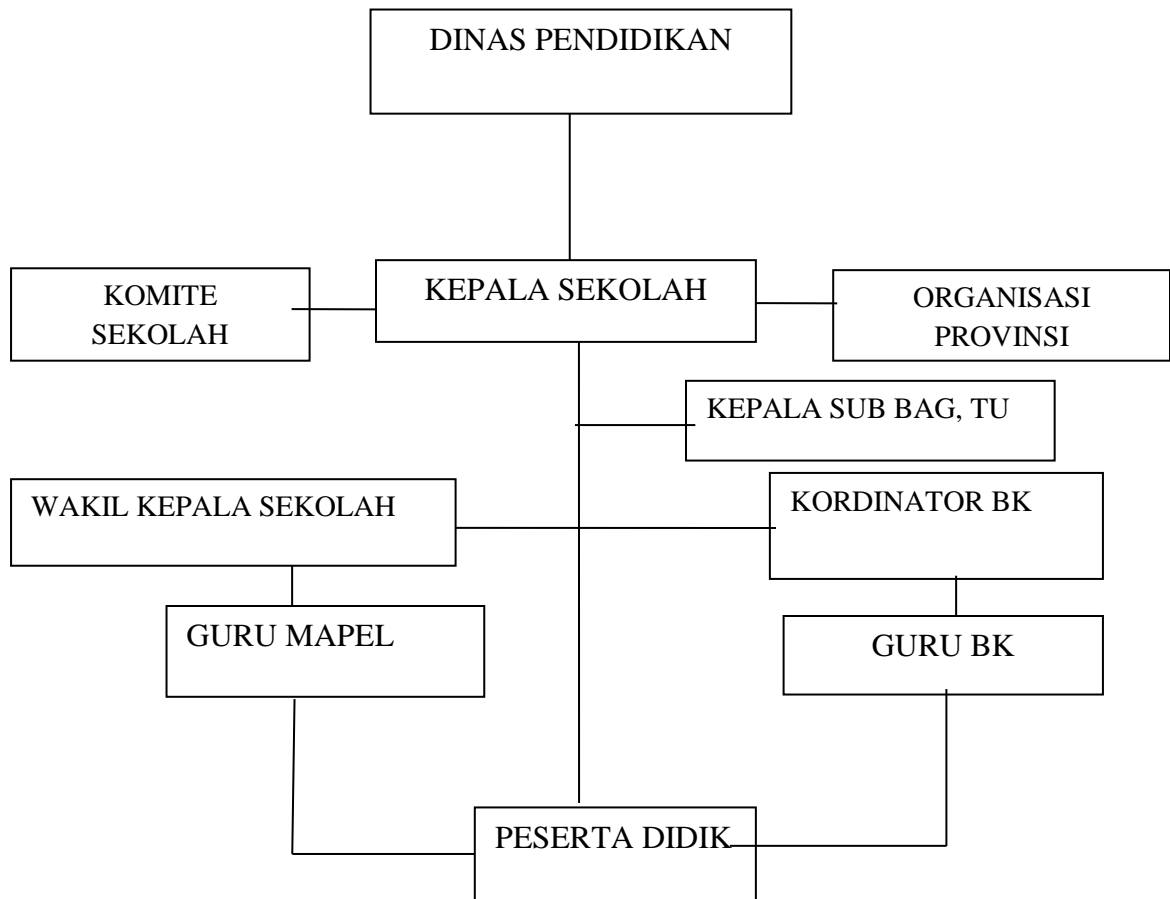 DINAS PENDIDIKAN
KOMITE
SEKOLAH
KEPALA SEKOLAH
ORGANISASI
PROVINSI
KEPALA SUB BAG, TU
WAKIL KEPALA SEKOLAH
KORDINATOR BK
GURU MAPEL
GURU BK
PESERTA DIDIK